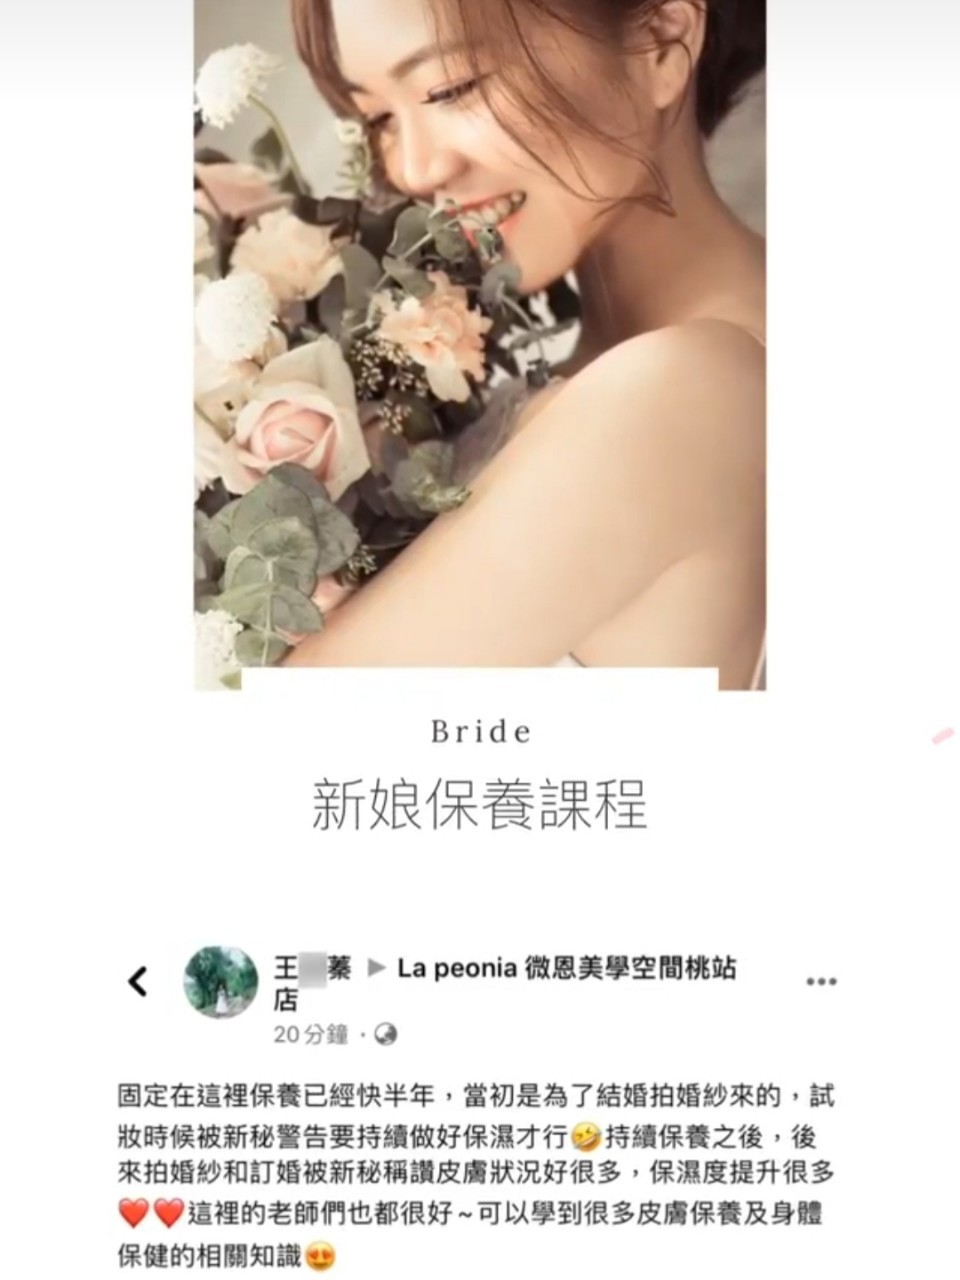 Bride
新娘保養課程
王 蓁 ▶ La peonia 微恩美學空間桃站
店
20分鐘 ·
固定在這裡保養已經快半年，當初是為了結婚拍婚紗來的，試
妝時候被新秘警告要持續做好保濕才行🤣持續保養之後，後
來拍婚紗和訂婚被新秘稱讚皮膚狀況好很多，保濕度提升很多
❤️❤️這裡的老師們也都很好~可以學到很多皮膚保養及身體
保健的相關知識😍